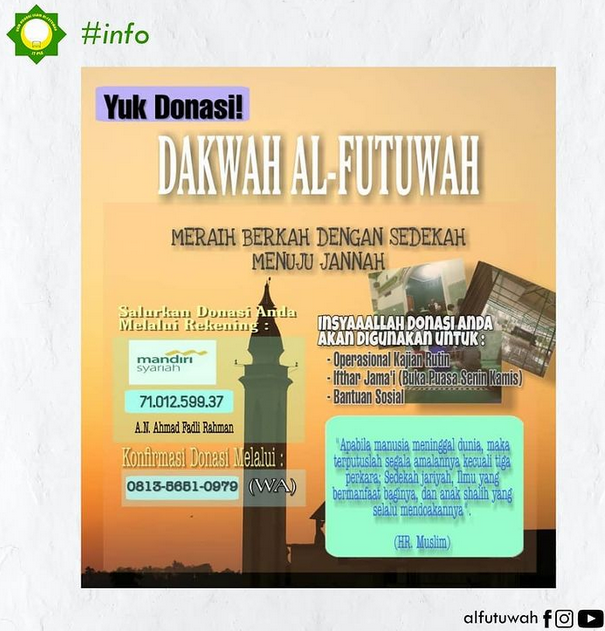 #info
Yuk Donasi!
DAKWAH AL-FUTUWAH
MERAIH BERKAH DENGAN SEDEKAH
MENUJU JANNAH
Salurkan Donasi Anda
Melalui Rekening :
mandiri
syariah
71.012.599.37
A.N. Ahmad Fadli Rahman
Konfirmasi Donasi Melalui :
0813-5651-0979 (WA)
INSYAAALLAH DONASI ANDA
AKAN DIGUNAKAN UNTUK :
- Operasional Kajian Rutin
- Ifthar Jama'i (Buka Puasa Senin Kamis)
- Bantuan Sosial
"Apabila manusia meninggal dunia, maka
terputuslah segala amalannya kecuali tiga
perkara: Sedekah jariyah, Ilmu yang
bermanfaat baginya, dan anak shalih yang
selalu mendoakannya".
(HR. Muslim)
alfutuwah